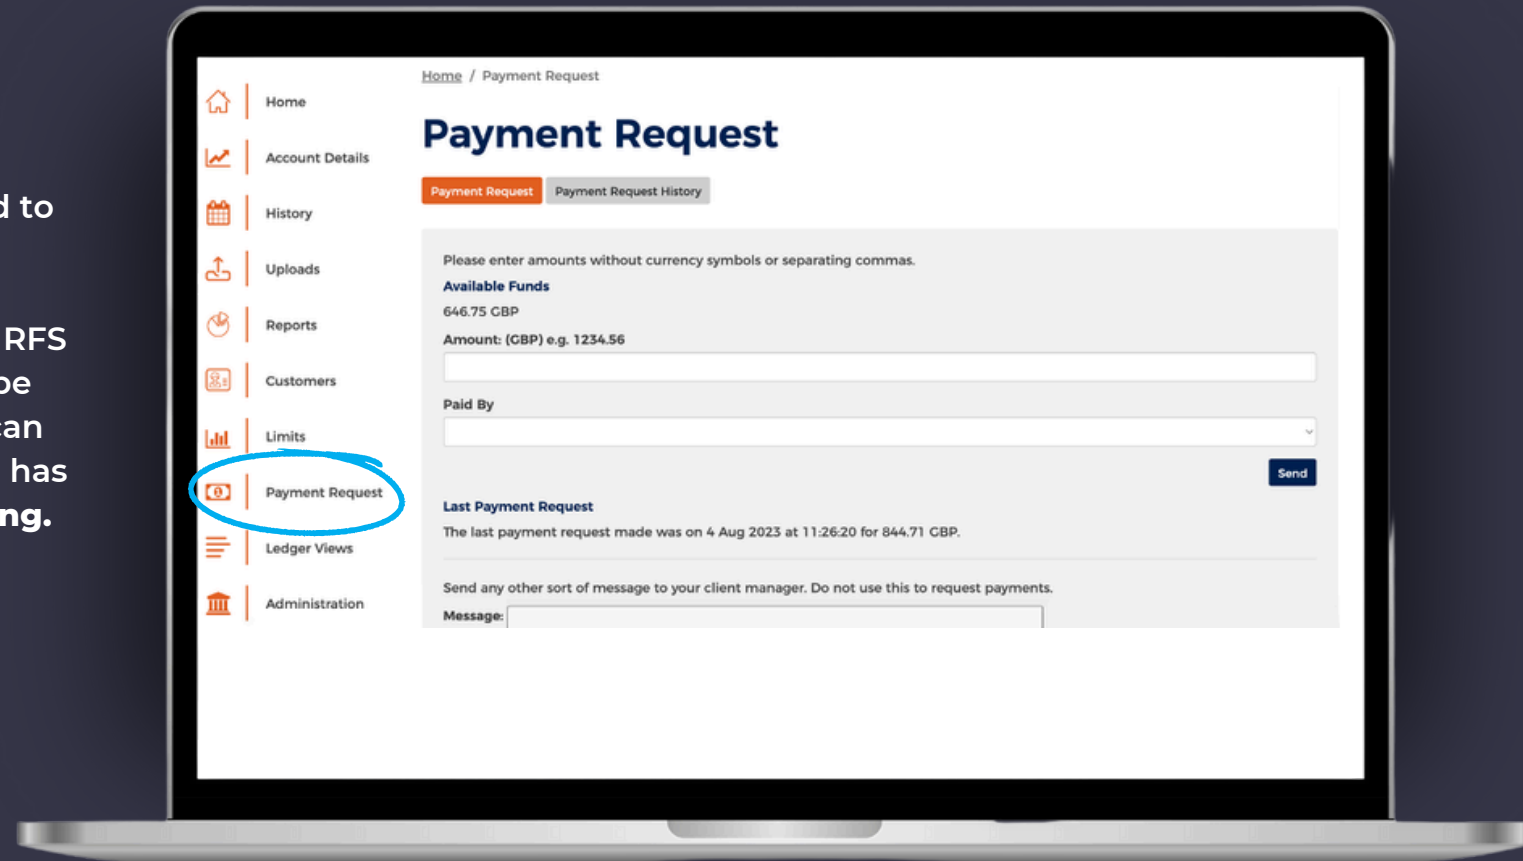 d to
RFS
be
can
has
ng.
Home
Account Details
History
Uploads
Reports
Customers
Limits
Payment Request
Ledger Views
Administration
Home / Payment Request
Payment Request
Payment Request
Payment Request History
Please enter amounts without currency symbols or separating commas.
Available Funds
646.75 GBP
Amount: (GBP) e.g. 1234.56
Paid By
Send
Last Payment Request
The last payment request made was on 4 Aug 2023 at 11:26:20 for 844.71 GBP.
Send any other sort of message to your client manager. Do not use this to request payments.
Message: